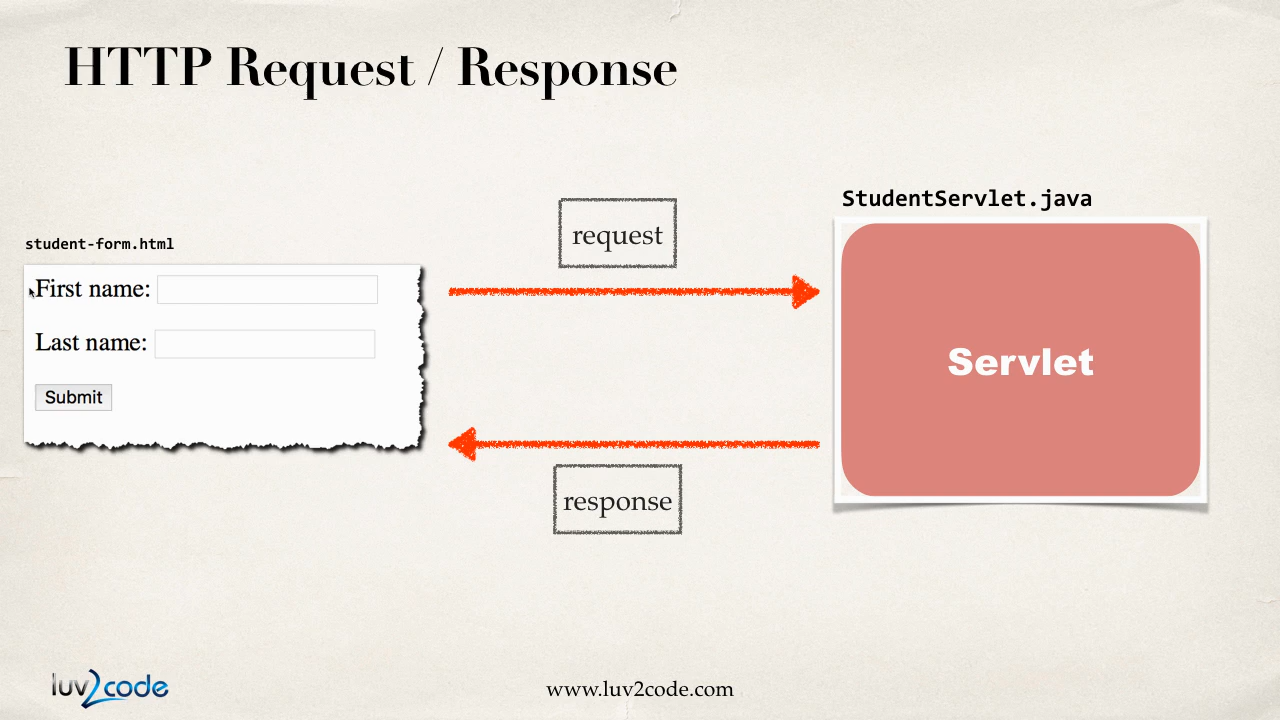 HTTP Request / Response
StudentServlet.java
request
student-form.html
First name:
Last name:
Servlet
Submit
response
luv2code
www.luv2code.com